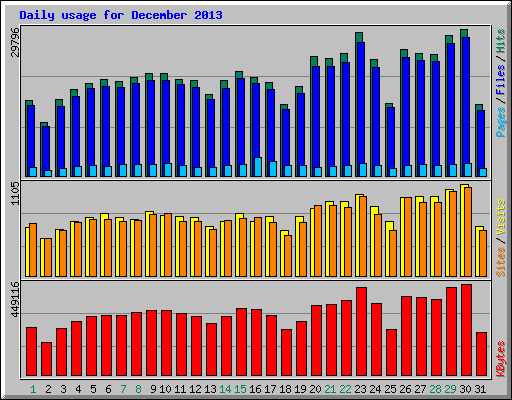 Daily usage for December 2013
29796
Pages / Files / Hits
1105
Sites / Visits
449116
KBytes
1 2 3 4 5 6 7 8 9 10 11 12 13 14 15 16 17 18 19 20 21 22 23 24 25 26 27 28 29 30 31